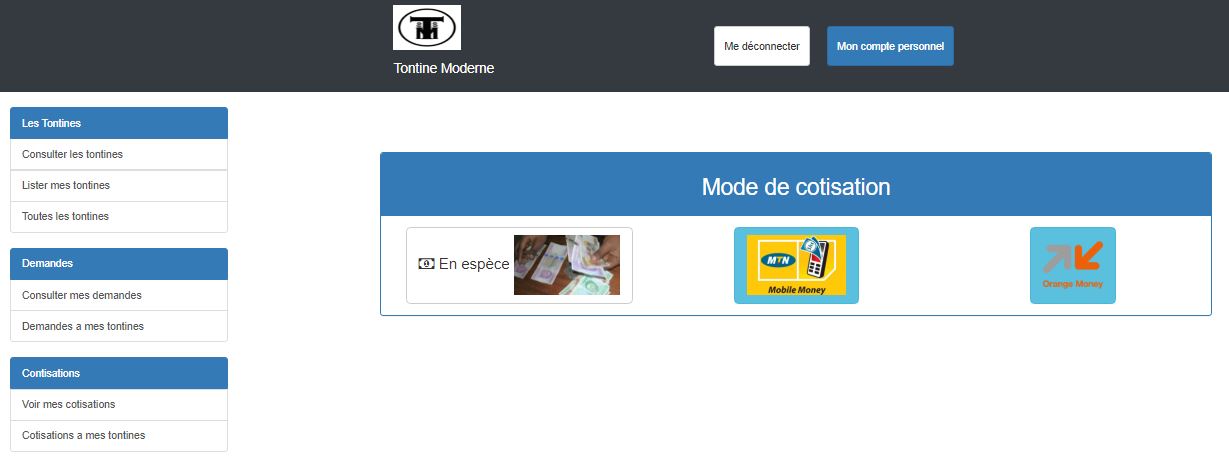 TM
Tontine Moderne
Me déconnecter
Mon compte personnel
Les Tontines
Consulter les tontines
Lister mes tontines
Toutes les tontines
Demandes
Consulter mes demandes
Demandes a mes tontines
Contisations
Voir mes cotisations
Cotisations a mes tontines
Mode de cotisation
En espèce
MTN
Mobile Money
Orange Money